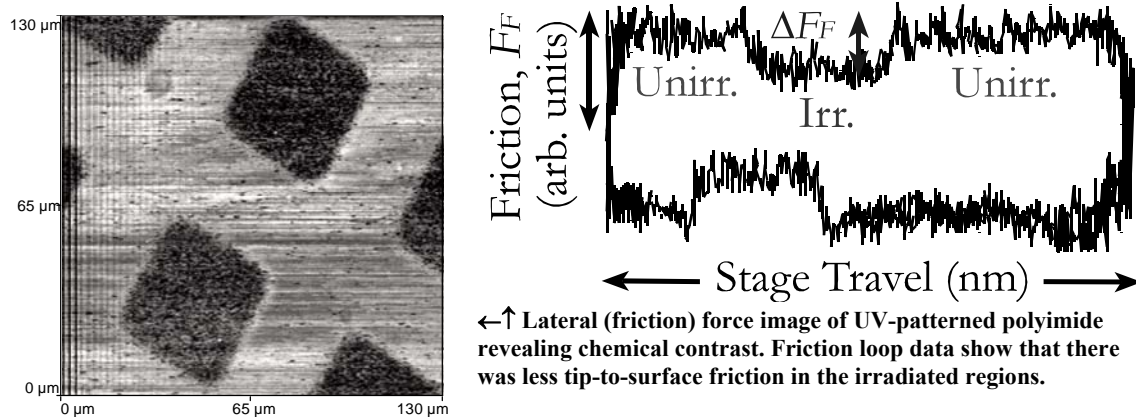 130 µm
65 µm
0 µm
0 µm
65 µm
130 µm
Friction, FF
(arb. units)
ΔFF
Unirr.
Irr.
Unirr.
Stage Travel (nm)
←↑ Lateral (friction) force image of UV-patterned polyimide
revealing chemical contrast. Friction loop data show that there
was less tip-to-surface friction in the irradiated regions.